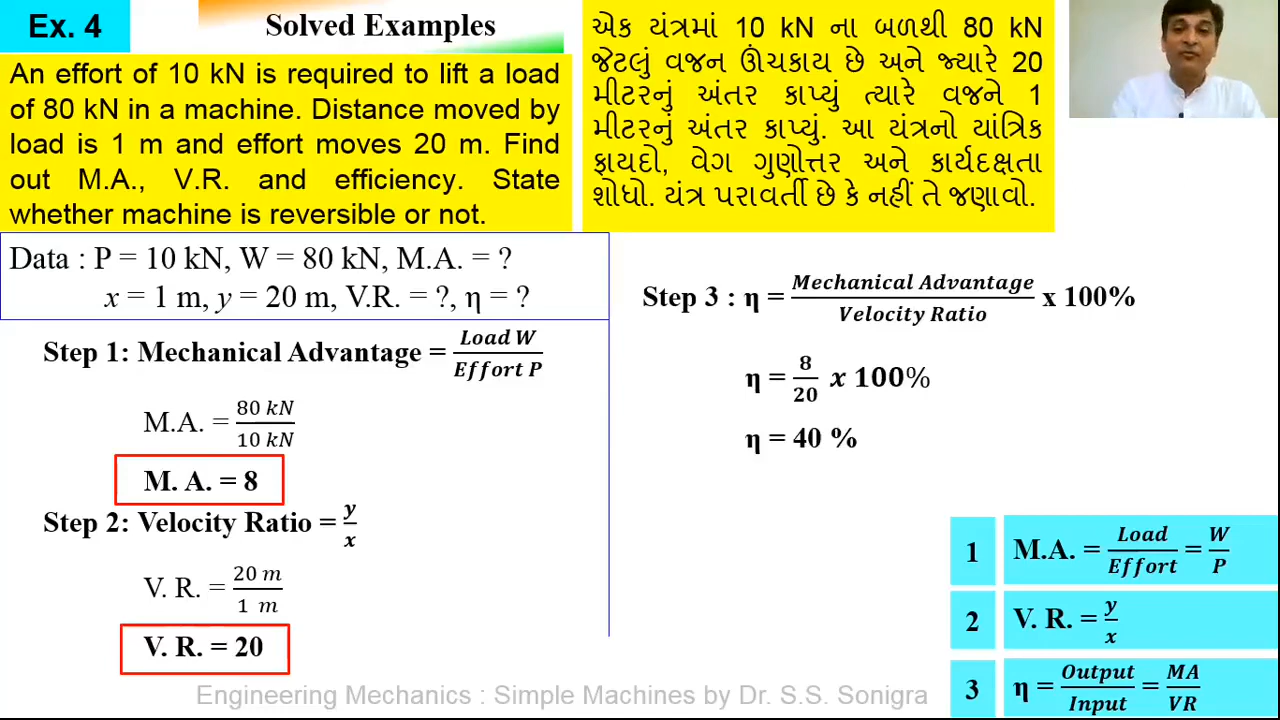 Ex. 4
Solved Examples
An effort of 10 kN is required to lift a load
of 80 kN in a machine. Distance moved by
load is 1 m and effort moves 20 m. Find
out M.A., V.R. and efficiency. State
whether machine is reversible or not.
એક યંત્રમાં 10 kN ના બળથી 80 kN
જેટલું વજન ઊંચકાય છે અને જ્યારે 20
મીટરનું અંતર કાપ્યું ત્યારે વજને 1
મીટરનું અંતર કાપ્યું. આ યંત્રનો યાંત્રિક
ફાયદો, વેગ ગુણોત્તર અને કાર્યદક્ષતા
શોધો. યંત્ર પરાવર્તી છે કે નહીં તે જણાવો.
Data : P = 10 kN, W = 80 kN, M.A. = ?
x = 1 m, y = 20 m, V.R. = ?, η = ?
Step 1: Mechanical Advantage = Load W / Effort P
M.A. = 80 kN / 10 kN
M. A. = 8
Step 2: Velocity Ratio = y / x
V. R. = 20 m / 1 m
V. R. = 20
Step 3 : η = Mechanical Advantage / Velocity Ratio x 100%
η = 8 / 20 x 100%
η = 40 %
1 M.A. = Load / Effort = W / P
2 V. R. = y / x
3 η = Output / Input = MA / VR
Engineering Mechanics : Simple Machines by Dr. S.S. Sonigra